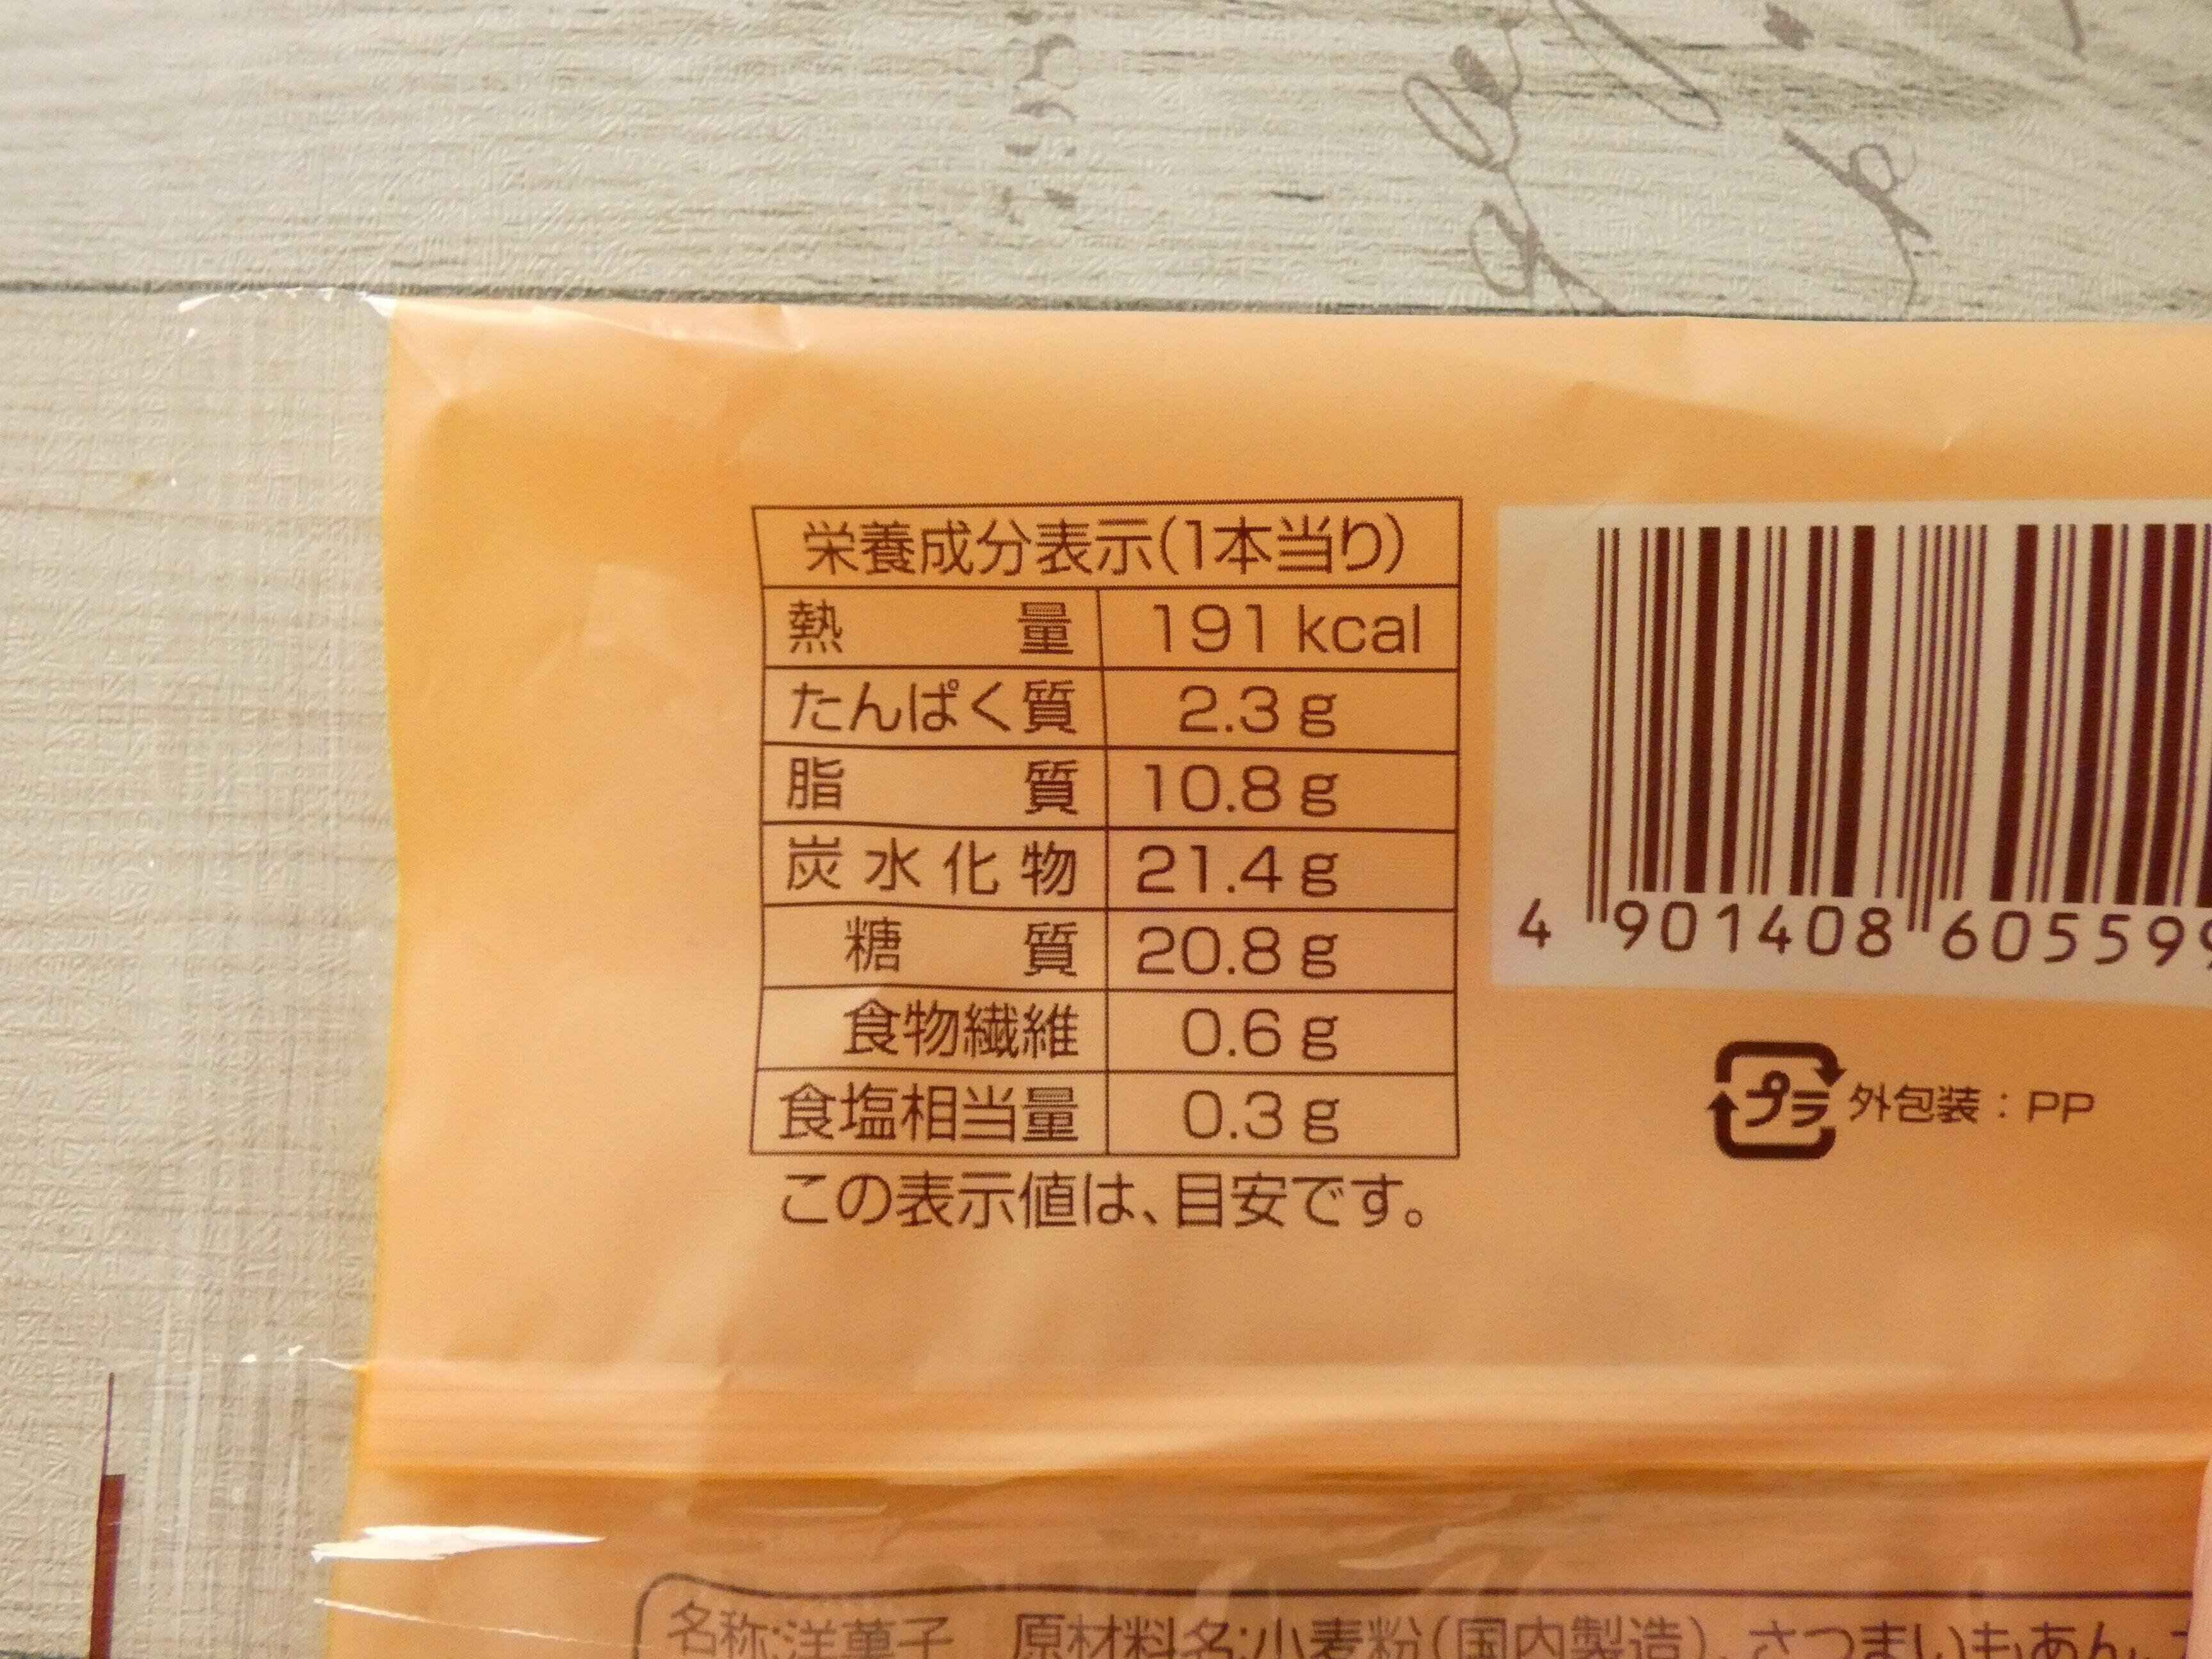 栄養成分表示(1本当り)
熱量 191 kcal
たんぱく質 2.3 g
脂質 10.8 g
炭水化物 21.4 g
糖質 20.8 g
食物繊維 0.6 g
食塩相当量 0.3 g
この表示値は、目安です。
4 901408 60559
プラ 外包装:PP
名称:洋菓子 原材料名:小麦粉(国内製造)、さつまいもあん、